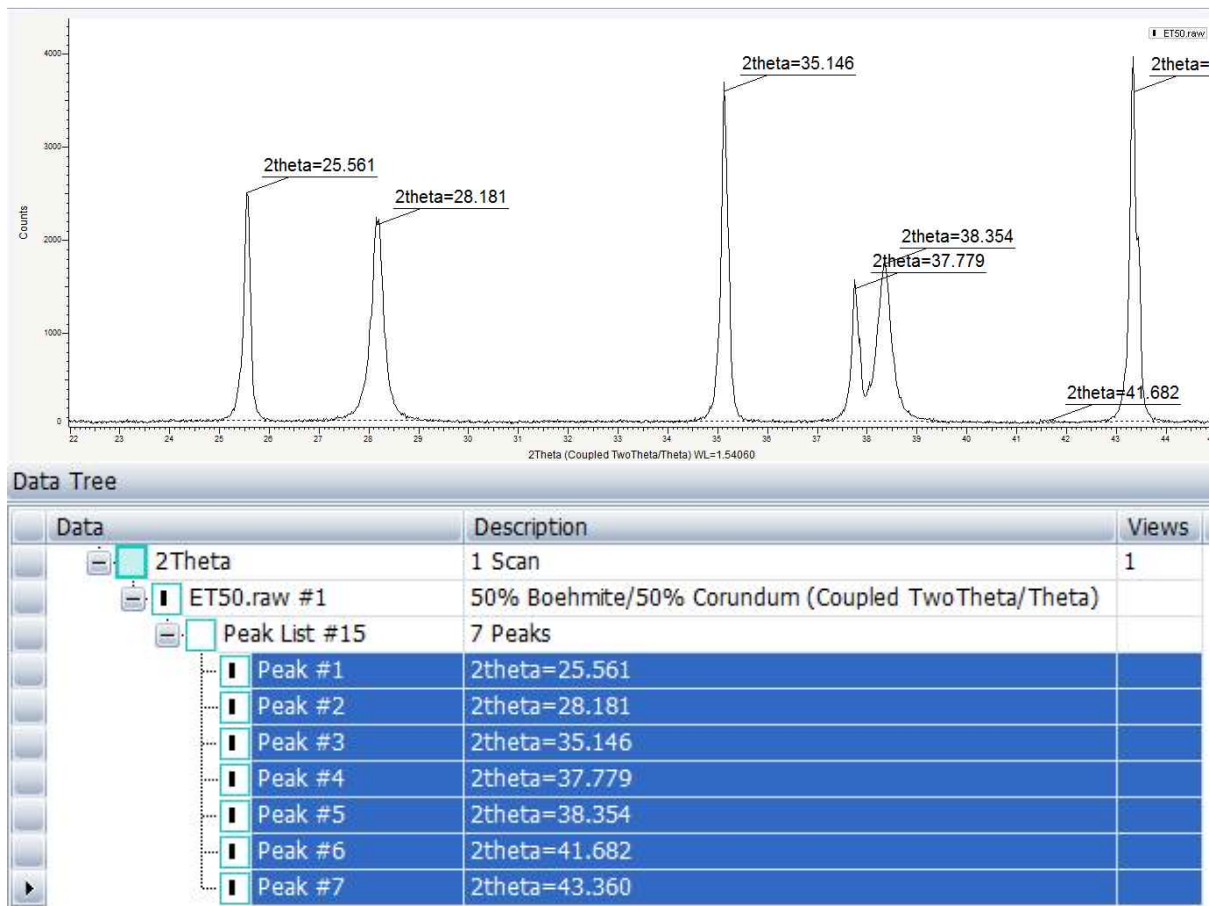 ET50.raw
4000
2theta=35.146
2theta=
3000
2theta=25.561
2theta=28.181
Counts
2000
2theta=38.354
2theta=37.779
1000
2theta=41.682
0
22 23 24 25 26 27 28 29 30 31 32 33 34 35 36 37 38 39 40 41 42 43 44
2Theta (Coupled TwoTheta/Theta) WL=1.54060
Data Tree
Data Description Views
2Theta 1 Scan 1
ET50.raw #1 50% Boehmite/50% Corundum (Coupled TwoTheta/Theta)
Peak List #15 7 Peaks
Peak #1 2theta=25.561
Peak #2 2theta=28.181
Peak #3 2theta=35.146
Peak #4 2theta=37.779
Peak #5 2theta=38.354
Peak #6 2theta=41.682
Peak #7 2theta=43.360